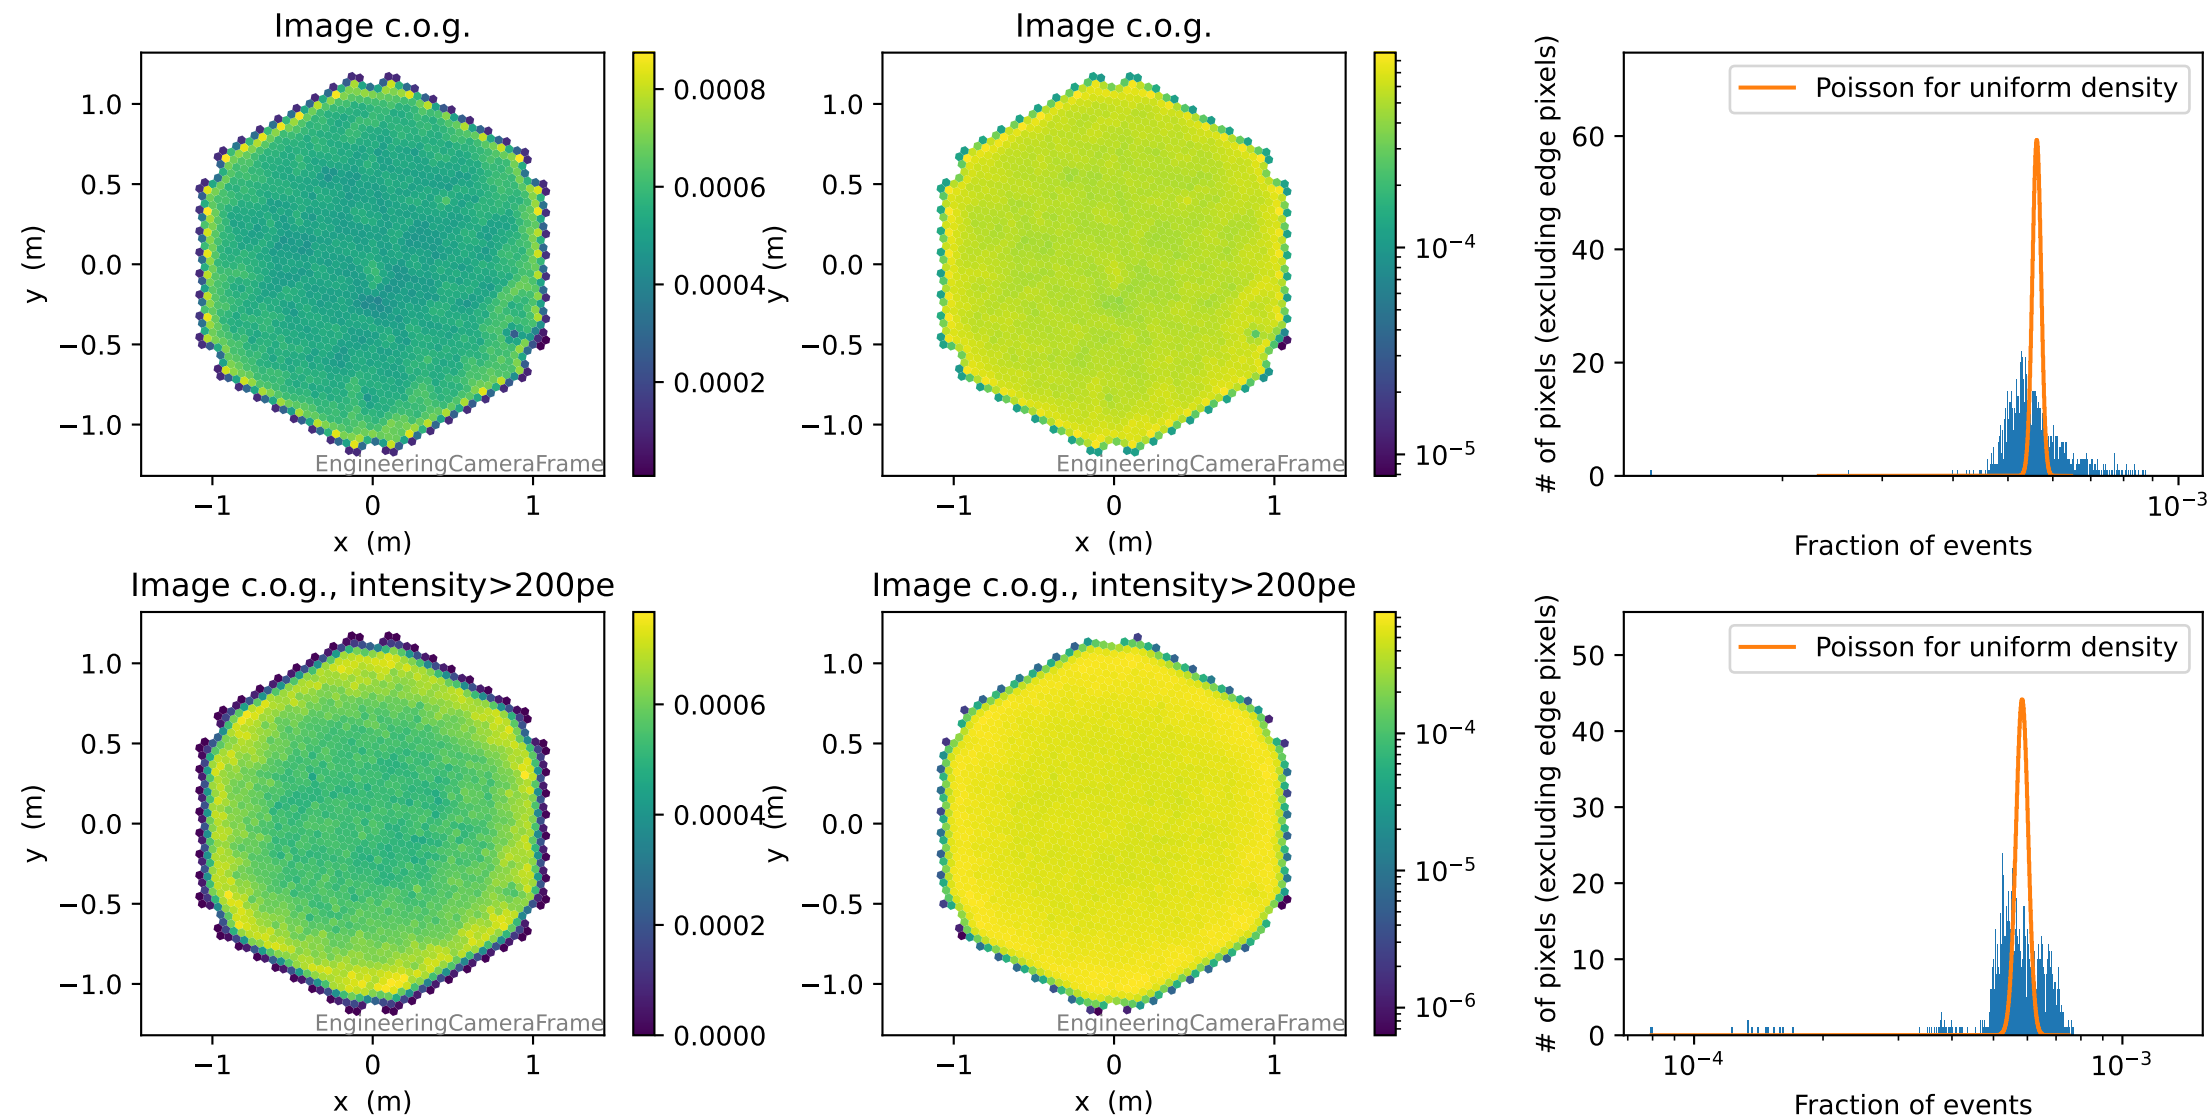 Image c.o.g.
1.0
0.5
0.0
−0.5
−1.0
y (m)
−1
0
1
x (m)
EngineeringCameraFrame
0.0008
0.0006
0.0004
0.0002
Image c.o.g.
1.0
0.5
0.0
−0.5
−1.0
y (m)
−1
0
1
x (m)
EngineeringCameraFrame
10⁻⁴
10⁻⁵
# of pixels (excluding edge pixels)
60
40
20
0
Poisson for uniform density
10⁻³
Fraction of events
Image c.o.g., intensity>200pe
1.0
0.5
0.0
−0.5
−1.0
y (m)
−1
0
1
x (m)
EngineeringCameraFrame
0.0006
0.0004
0.0002
0.0000
Image c.o.g., intensity>200pe
1.0
0.5
0.0
−0.5
−1.0
y (m)
−1
0
1
x (m)
EngineeringCameraFrame
10⁻⁴
10⁻⁵
10⁻⁶
# of pixels (excluding edge pixels)
50
40
30
20
10
0
Poisson for uniform density
10⁻⁴
10⁻³
Fraction of events